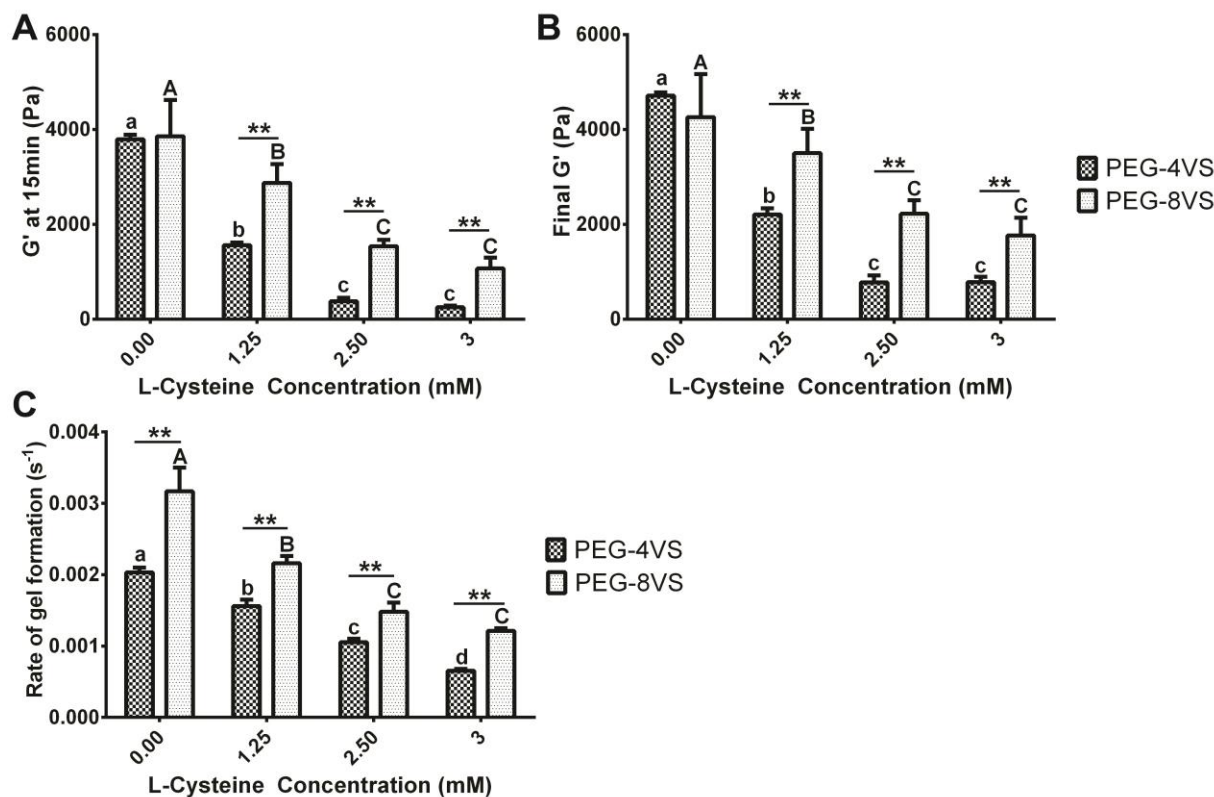 A
G' at 15min (Pa)
6000
4000
2000
0
a
A
**
b
B
**
c
C
**
c
C
0.00
1.25
2.50
3
L-Cysteine Concentration (mM)
B
Final G' (Pa)
6000
4000
2000
0
a
A
**
b
B
**
c
C
**
c
C
0.00
1.25
2.50
3
L-Cysteine Concentration (mM)
PEG-4VS
PEG-8VS
C
Rate of gel formation (s⁻¹)
0.004
0.003
0.002
0.001
0.000
**
a
A
**
b
B
**
c
C
**
d
C
0.00
1.25
2.50
3
L-Cysteine Concentration (mM)
PEG-4VS
PEG-8VS